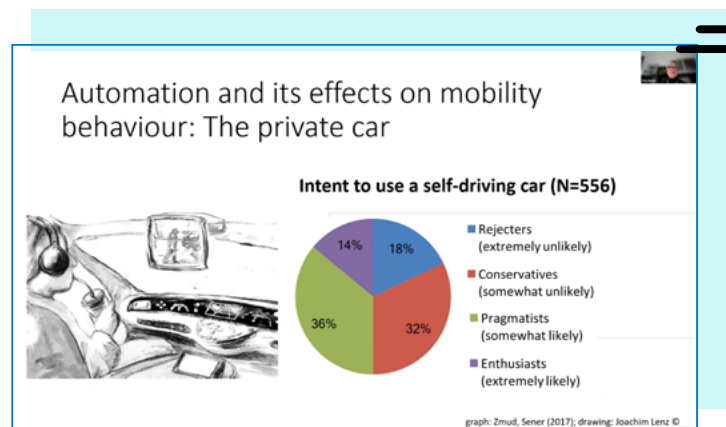 Automation and its effects on mobility
behaviour: The private car
Intent to use a self-driving car (N=556)
14%
18%
36%
32%
Rejecters
(extremely unlikely)
Conservatives
(somewhat unlikely)
Pragmatists
(somewhat likely)
Enthusiasts
(extremely likely)
graph: Zmud, Sener (2017); drawing: Joachim Lenz ©